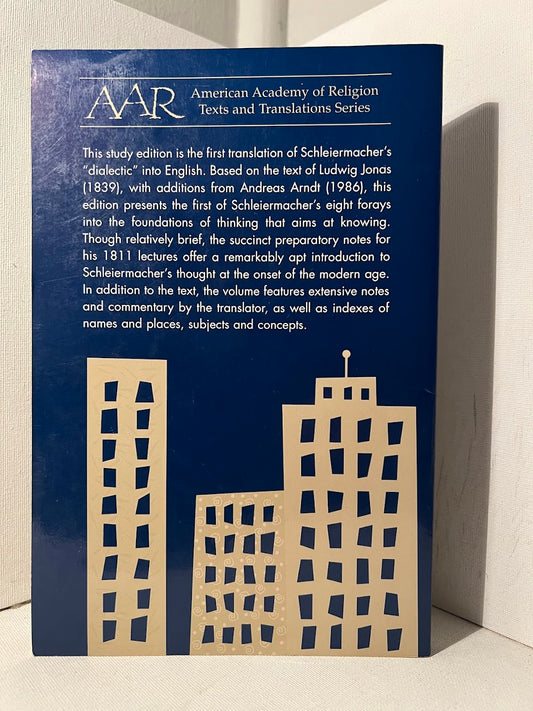 AAR
American Academy of Religion
Texts and Translations Series
This study edition is the first translation of Schleiermacher's
"dialectic" into English. Based on the text of Ludwig Jonas
(1839), with additions from Andreas Arndt (1986), this
edition presents the first of Schleiermacher's eight forays
into the foundations of thinking that aims at knowing.
Though relatively brief, the succinct preparatory notes for
his 1811 lectures offer a remarkably apt introduction to
Schleiermacher's thought at the onset of the modern age.
In addition to the text, the volume features extensive notes
and commentary by the translator, as well as indexes of
names and places, subjects and concepts.